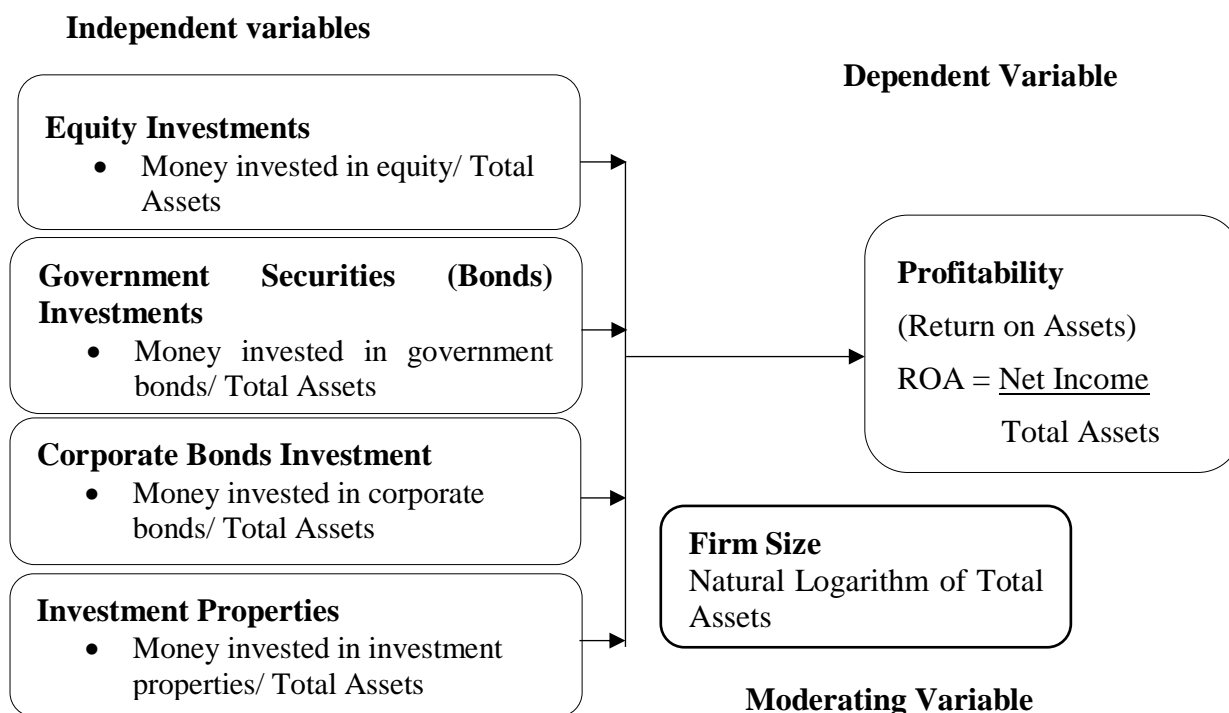 Independent variables
Dependent Variable
Equity Investments
• Money invested in equity/ Total
Assets
Government Securities (Bonds)
Investments
• Money invested in government
bonds/ Total Assets
Corporate Bonds Investment
• Money invested in corporate
bonds/ Total Assets
Investment Properties
• Money invested in investment
properties/ Total Assets
Profitability
(Return on Assets)
ROA = Net Income
Total Assets
Firm Size
Natural Logarithm of Total
Assets
Moderating Variable